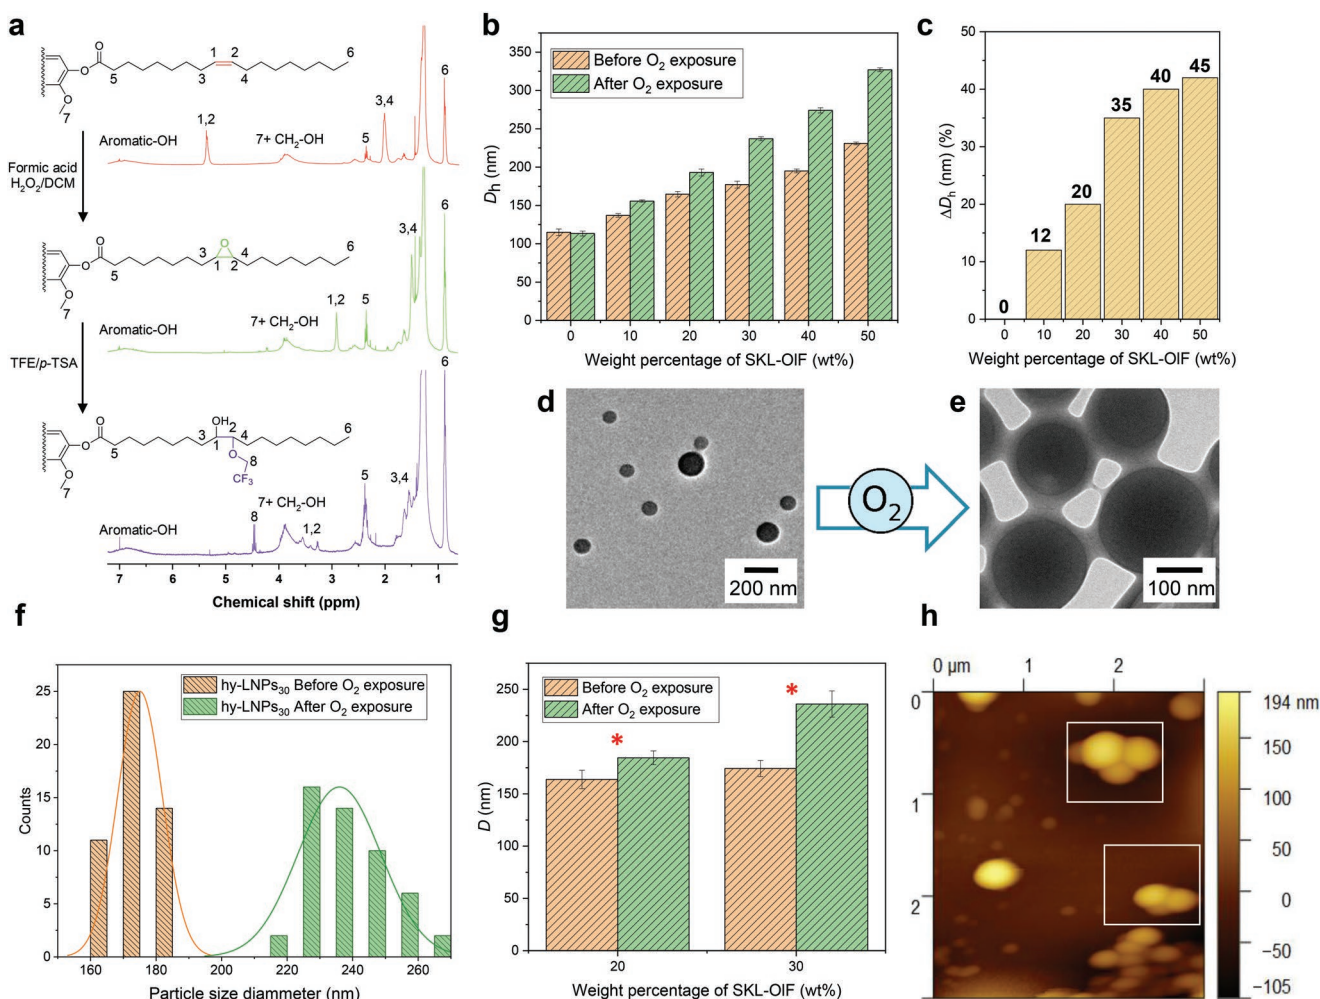 a
O
O
O
5
3
1
2
4
6
7
Aromatic-OH
1,2
7+ CH₂-OH
5
3,4
6
Formic acid
H₂O₂/DCM
O
O
O
O
5
3
1
2
4
6
7
Aromatic-OH
7+ CH₂-OH
1,2
5
3,4
6
TFE/p-TSA
O
O
O
5
3
OH
1
2
4
6
O
8
CF₃
7
Aromatic-OH
8
7+ CH₂-OH
1,2
5
3,4
6
7 6 5 4 3 2 1
Chemical shift (ppm)
b
Before O₂ exposure
After O₂ exposure
350
300
250
200
150
100
50
0
Dh (nm)
0 10 20 30 40 50
Weight percentage of SKL-OlF (wt%)
c
50
40
30
20
10
0
ΔDh (nm) (%)
0
12
20
35
40
45
0 10 20 30 40 50
Weight percentage of SKL-OlF (wt%)
d
200 nm
O₂
e
100 nm
f
hy-LNPs₃₀ Before O₂ exposure
hy-LNPs₃₀ After O₂ exposure
25
20
15
10
5
0
Counts
160 180 200 220 240 260
Particle size diammeter (nm)
g
Before O₂ exposure
After O₂ exposure
250
200
150
100
50
0
D (nm)
*
*
20 30
Weight percentage of SKL-OlF (wt%)
h
0 µm 1 2
0
1
2
194 nm
150
100
50
0
−50
−105